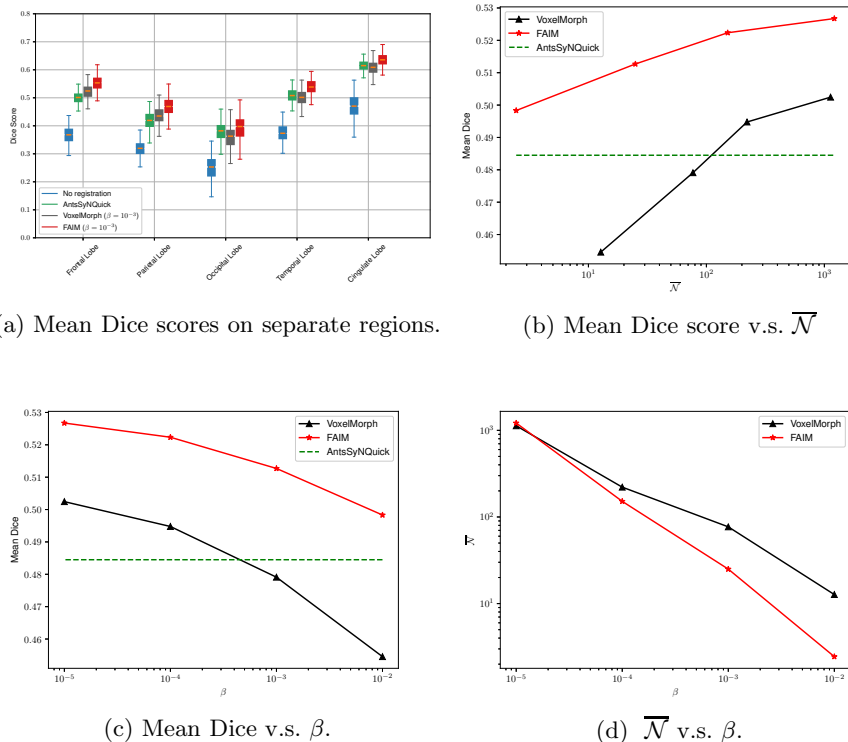 0.8
0.7
0.6
0.5
0.4
0.3
0.2
0.1
0.0
Dice Score
No registration
AntsSyNQuick
VoxelMorph (β = 10⁻³)
FAIM (β = 10⁻³)
Frontal Lobe
Parietal Lobe
Occipital Lobe
Temporal Lobe
Cingulate Lobe
(a) Mean Dice scores on separate regions.
0.53
0.52
0.51
0.50
0.49
0.48
0.47
0.46
Mean Dice
VoxelMorph
FAIM
AntsSyNQuick
10¹
10²
10³
N̅
(b) Mean Dice score v.s. N̅
0.53
0.52
0.51
0.50
0.49
0.48
0.47
0.46
Mean Dice
VoxelMorph
FAIM
AntsSyNQuick
10⁻⁵
10⁻⁴
10⁻³
10⁻²
β
(c) Mean Dice v.s. β.
10³
10²
10¹
N̅
VoxelMorph
FAIM
10⁻⁵
10⁻⁴
10⁻³
10⁻²
β
(d) N̅ v.s. β.